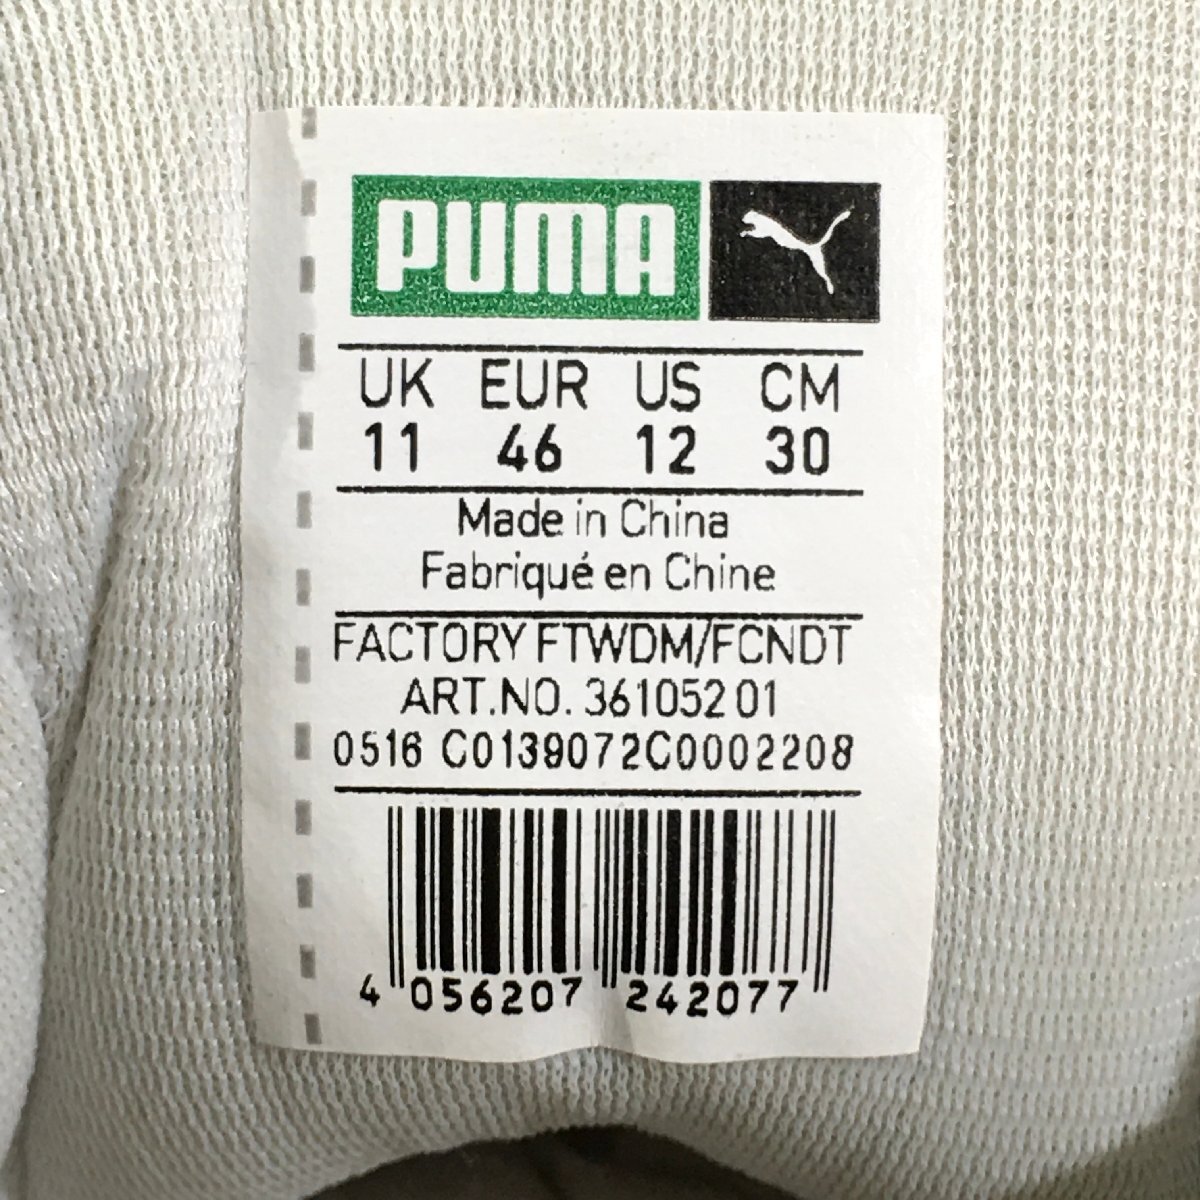 PUMA
UK EUR US CM
11 46 12 30
Made in China
Fabriqué en Chine
FACTORY FTWDM/FCNDT
ART.NO. 361052 01
0516 C0139072C0002208
4 056207 242077